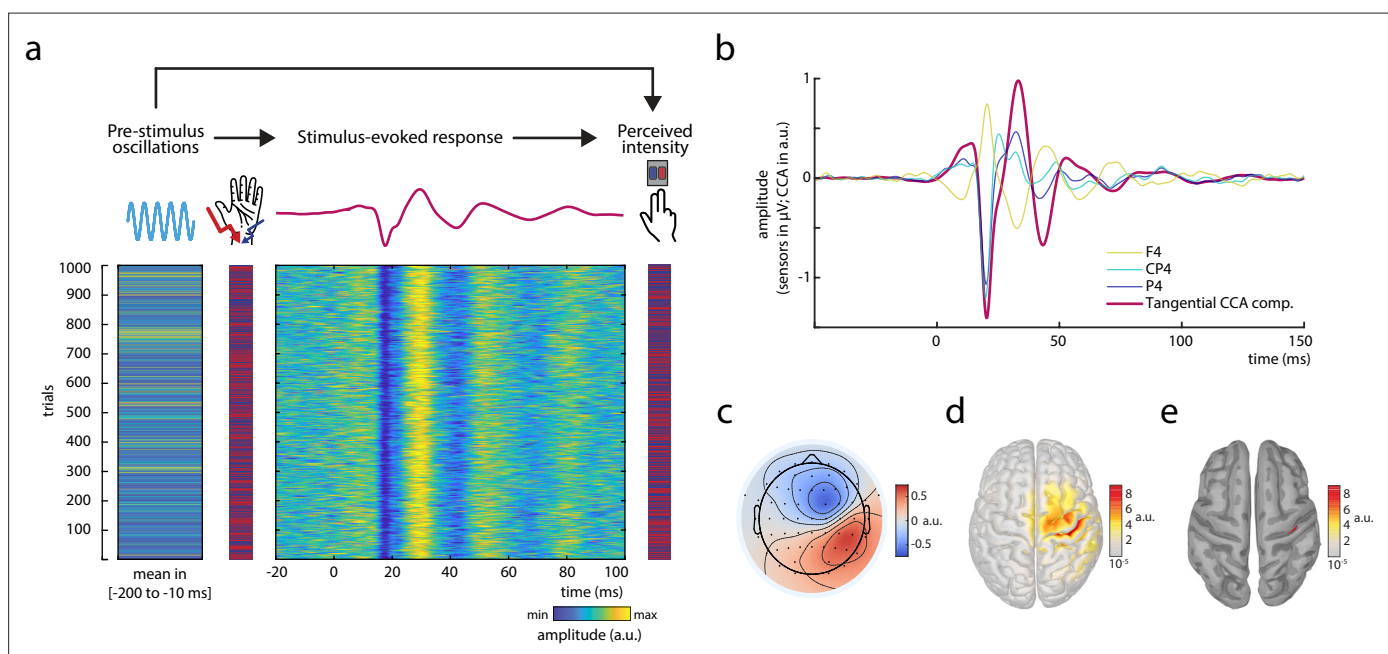 a
Pre-stimulus
oscillations
Stimulus-evoked response
Perceived
intensity
trials
1000
900
800
700
600
500
400
300
200
100
mean in
[-200 to -10 ms]
-20 0 20 40 60 80 100
time (ms)
min max
amplitude (a.u.)
b
amplitude
(sensors in µV; CCA in a.u.)
1
0
-1
0 50 100 150
time (ms)
F4
CP4
P4
Tangential CCA comp.
c
0.5
0 a.u.
-0.5
d
8
6
a.u.
4
2
10-5
e
8
6
a.u.
4
2
10-5